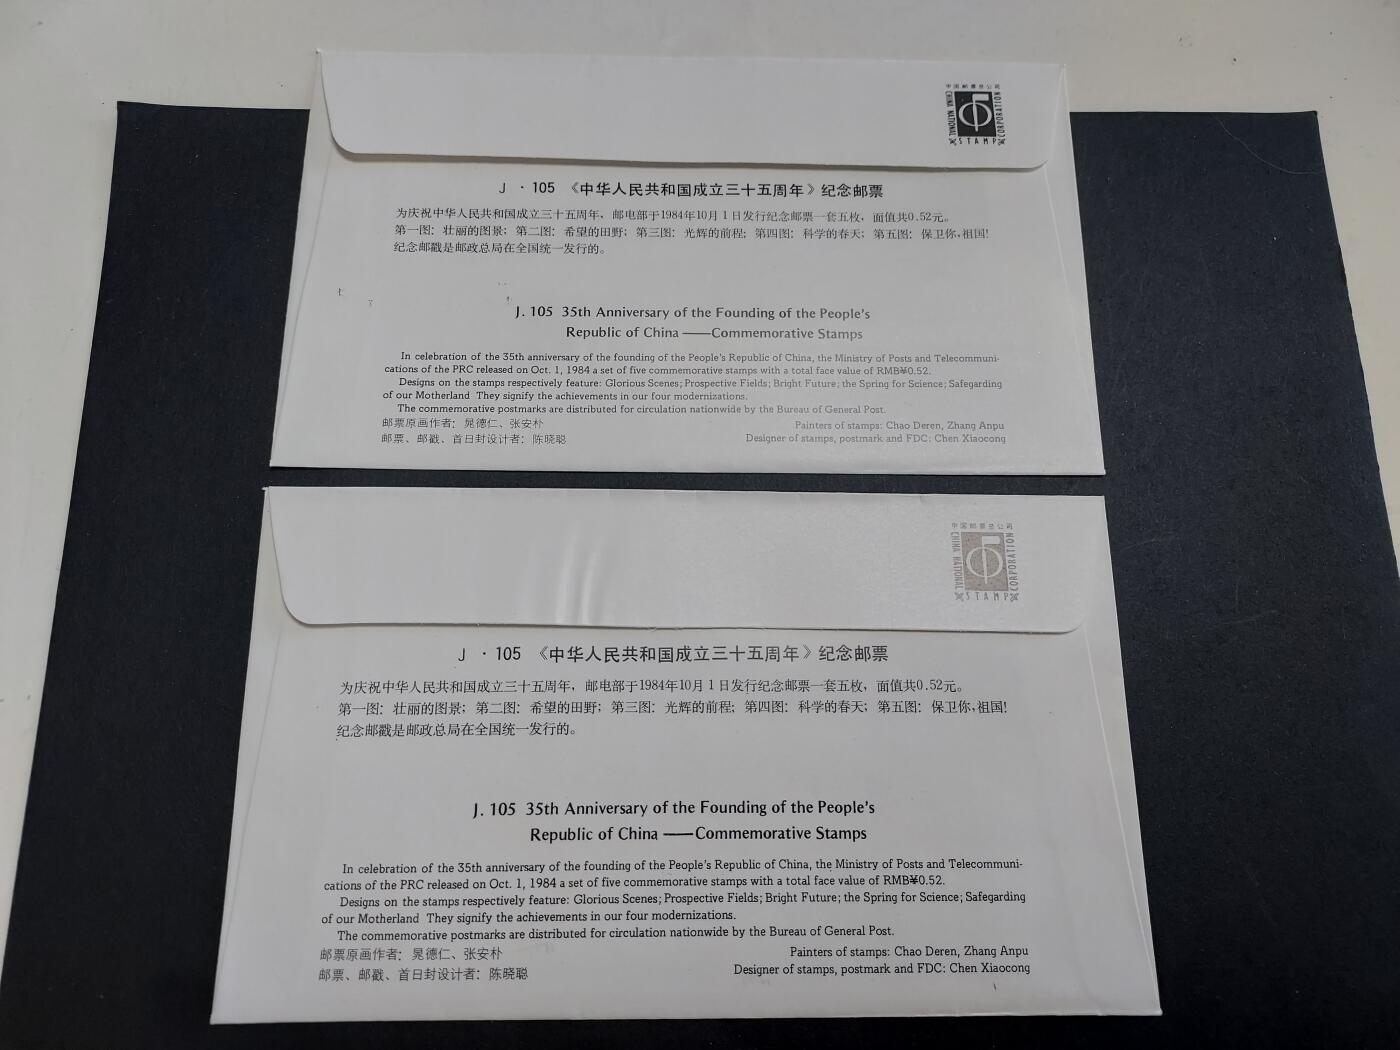 中国邮票总公司
CHINA NATIONAL
STAMP
CORPORATION
J · 105 《中华人民共和国成立三十五周年》纪念邮票
为庆祝中华人民共和国成立三十五周年，邮电部于1984年10月1日发行纪念邮票一套五枚，面值共0.52元。
第一图：壮丽的图景；第二图：希望的田野；第三图：光辉的前程；第四图：科学的春天；第五图：保卫你,祖国!
纪念邮戳是邮政总局在全国统一发行的。
J. 105 35th Anniversary of the Founding of the People's
Republic of China ——Commemorative Stamps
In celebration of the 35th anniversary of the founding of the People's Republic of China, the Ministry of Posts and Telecommuni-
cations of the PRC released on Oct. 1, 1984 a set of five commemorative stamps with a total face value of RMB¥0.52.
Designs on the stamps respectively feature: Glorious Scenes; Prospective Fields; Bright Future; the Spring for Science; Safegarding
of our Motherland They signify the achievements in our four modernizations.
The commemorative postmarks are distributed for circulation nationwide by the Bureau of General Post.
邮票原画作者：晁德仁、张安朴
Painters of stamps: Chao Deren, Zhang Anpu
邮票、邮戳、首日封设计者：陈晓聪
Designer of stamps, postmark and FDC: Chen Xiaocong
中国邮票总公司
CHINA NATIONAL
STAMP
CORPORATION
J · 105 《中华人民共和国成立三十五周年》纪念邮票
为庆祝中华人民共和国成立三十五周年，邮电部于1984年10月1日发行纪念邮票一套五枚，面值共0.52元。
第一图：壮丽的图景；第二图：希望的田野；第三图：光辉的前程；第四图：科学的春天；第五图：保卫你,祖国!
纪念邮戳是邮政总局在全国统一发行的。
J. 105 35th Anniversary of the Founding of the People's
Republic of China ——Commemorative Stamps
In celebration of the 35th anniversary of the founding of the People's Republic of China, the Ministry of Posts and Telecommuni-
cations of the PRC released on Oct. 1, 1984 a set of five commemorative stamps with a total face value of RMB¥0.52.
Designs on the stamps respectively feature: Glorious Scenes; Prospective Fields; Bright Future; the Spring for Science; Safegarding
of our Motherland They signify the achievements in our four modernizations.
The commemorative postmarks are distributed for circulation nationwide by the Bureau of General Post.
邮票原画作者：晁德仁、张安朴
Painters of stamps: Chao Deren, Zhang Anpu
邮票、邮戳、首日封设计者：陈晓聪
Designer of stamps, postmark and FDC: Chen Xiaocong